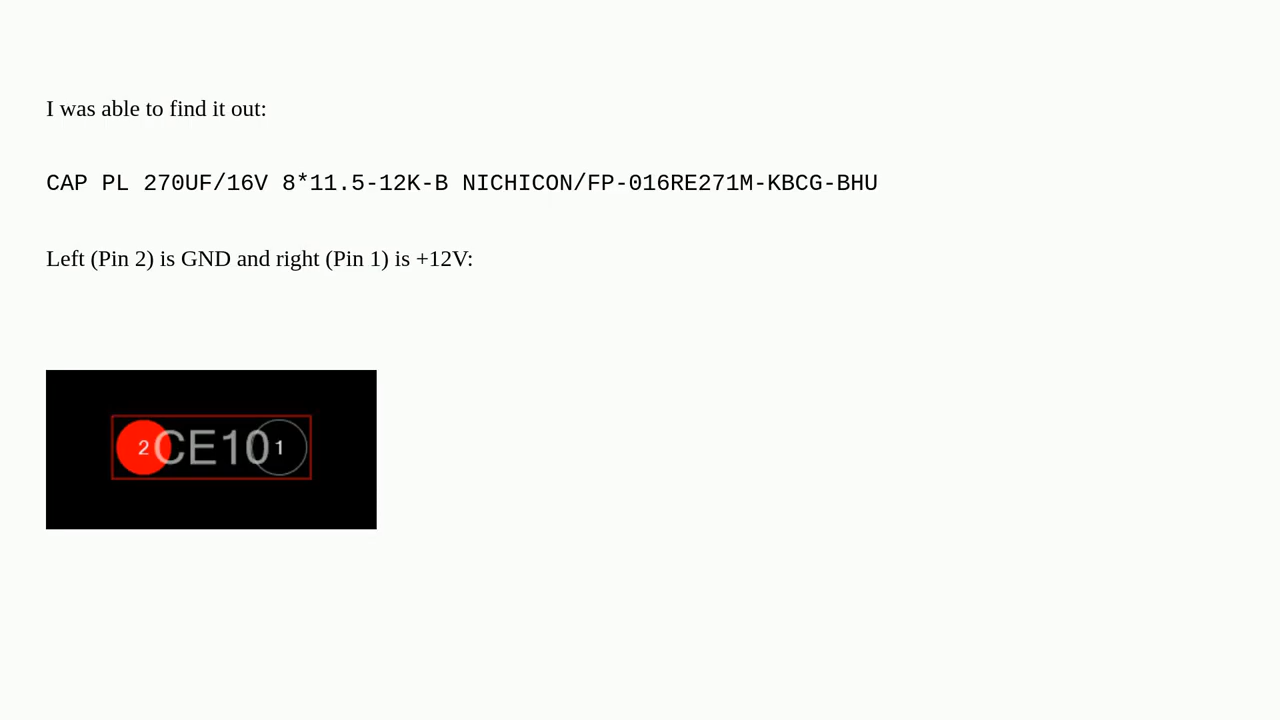 I was able to find it out:
CAP PL 270UF/16V 8*11.5-12K-B NICHICON/FP-016RE271M-KBCG-BHU
Left (Pin 2) is GND and right (Pin 1) is +12V:
2 CE10 1